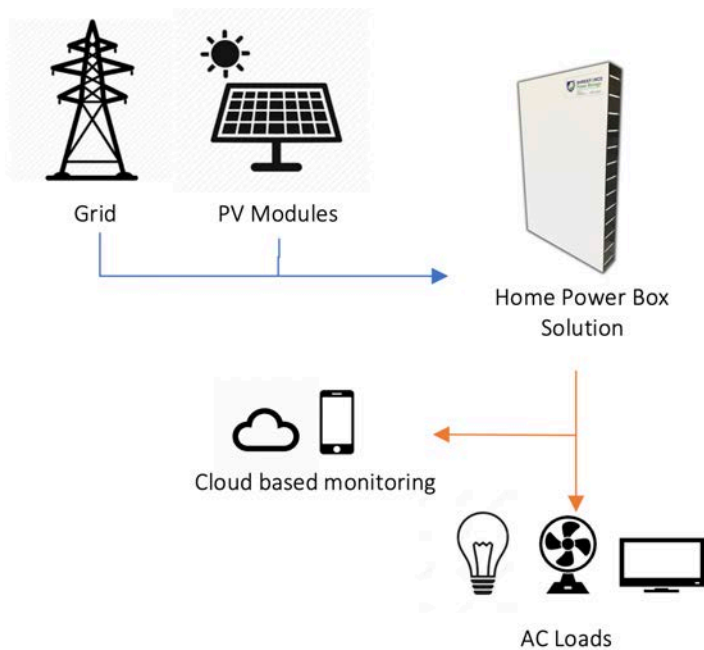 Grid
PV Modules
Home Power Box
Solution
Cloud based monitoring
AC Loads